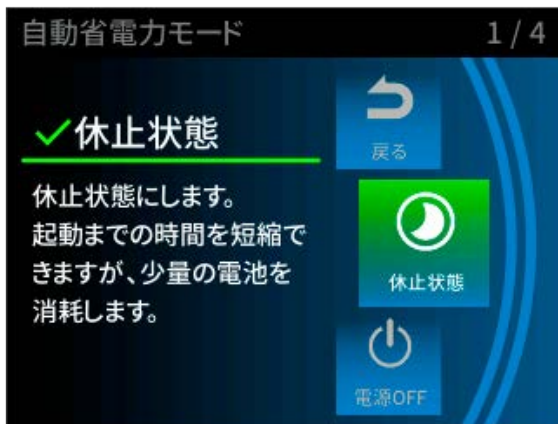 自動省電力モード 1/4
休止状態
休止状態にします。
起動までの時間を短縮で
きますが、少量の電池を
消耗します。
戻る
休止状態
電源OFF